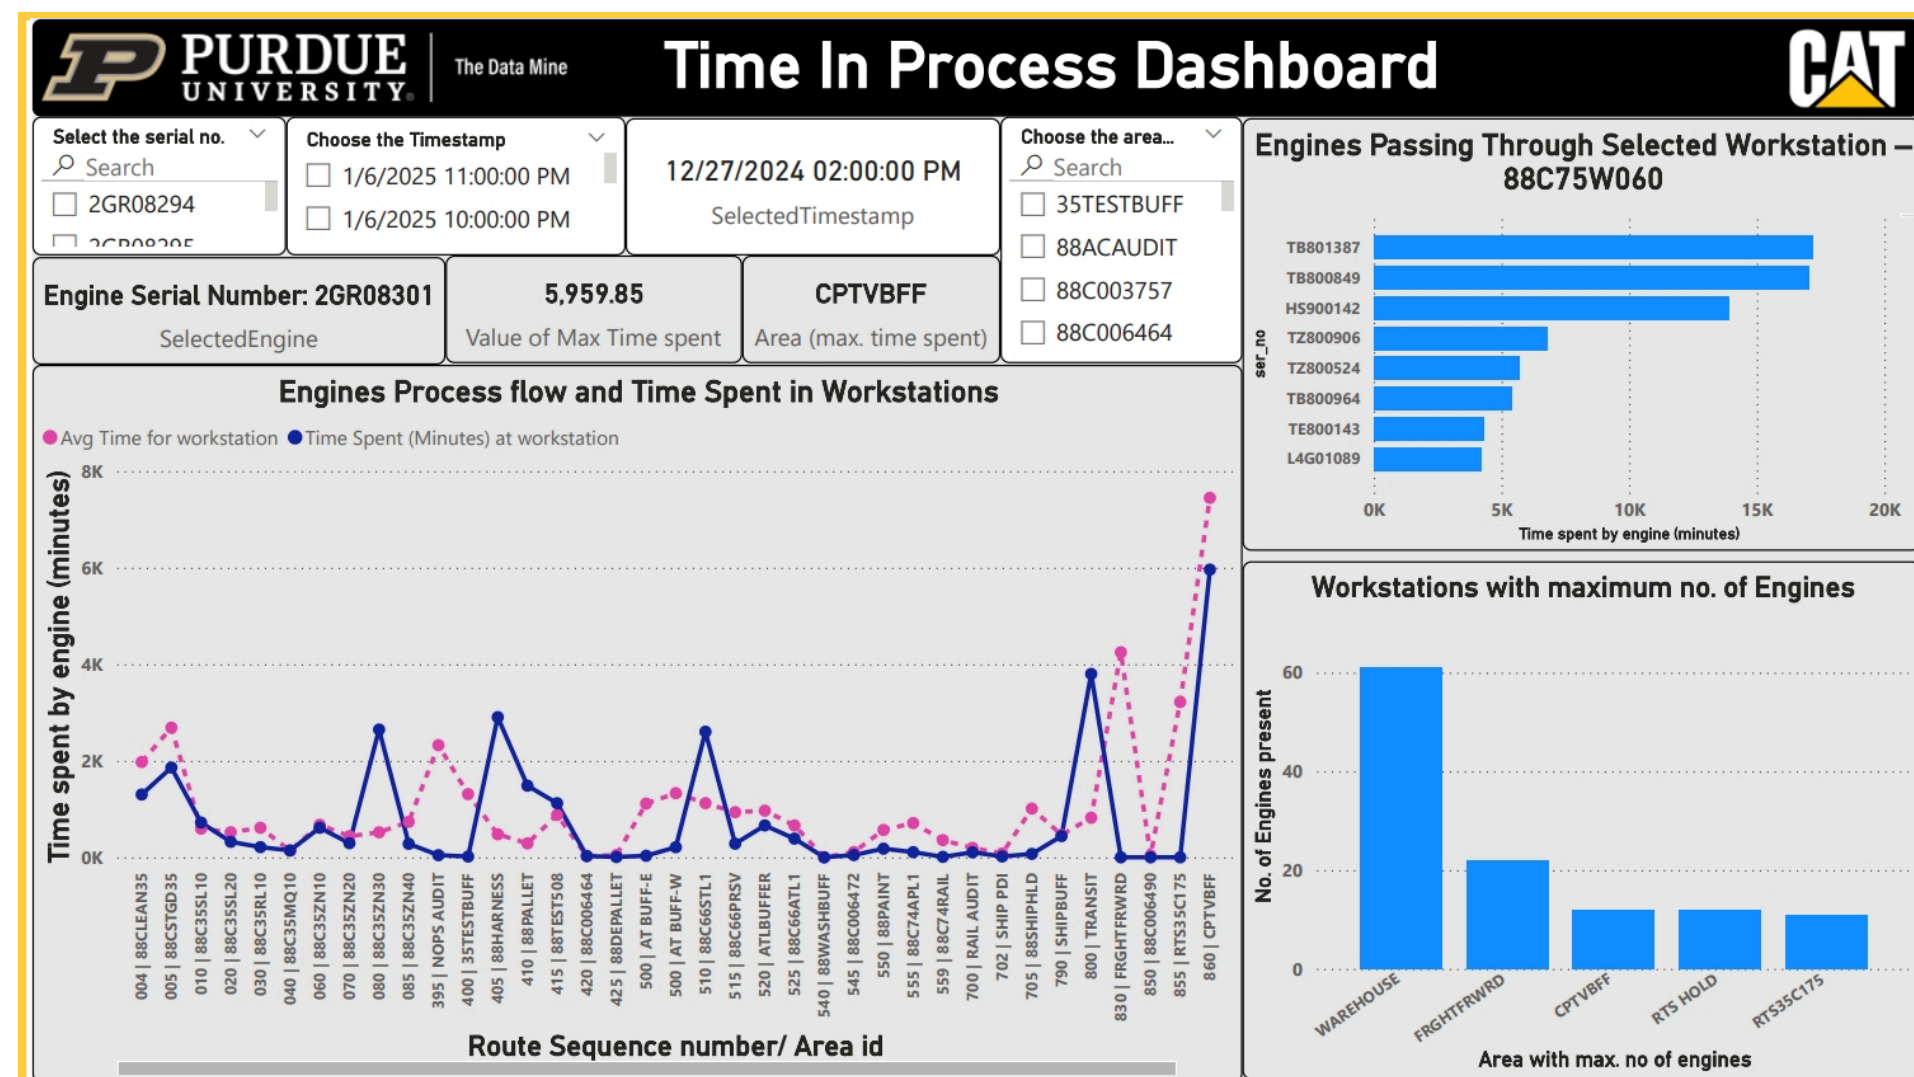 PURDUE
UNIVERSITY®
The Data Mine
Time In Process Dashboard
CAT
Select the serial no.
Search
2GR08294
2GR08295
Choose the Timestamp
1/6/2025 11:00:00 PM
1/6/2025 10:00:00 PM
12/27/2024 02:00:00 PM
SelectedTimestamp
Choose the area...
Search
35TESTBUFF
88ACAUDIT
88C003757
88C006464
Engine Serial Number: 2GR08301
SelectedEngine
5,959.85
Value of Max Time spent
CPTVBFF
Area (max. time spent)
Engines Process flow and Time Spent in Workstations
Avg Time for workstation
Time Spent (Minutes) at workstation
Time spent by engine (minutes)
8K
6K
4K
2K
0K
004 | 88CLEAN35
005 | 88CSTGD35
010 | 88C35SL10
020 | 88C35SL20
030 | 88C35RL10
040 | 88C35MQ10
060 | 88C35ZN10
070 | 88C35ZN20
080 | 88C35ZN30
085 | 88C35ZN40
395 | NOPS AUDIT
400 | 35TESTBUFF
405 | 88HARNESS
410 | 88PALLET
415 | 88TEST508
420 | 88C006464
425 | 88DEPALLET
500 | AT BUFF-E
500 | AT BUFF-W
510 | 88C66STL1
515 | 88C66PRSV
520 | ATLBUFFER
525 | 88C66ATL1
540 | 88WASHBUFF
545 | 88C006472
550 | 88PAINT
555 | 88C74APL1
559 | 88C74RAIL
700 | RAIL AUDIT
702 | SHIP PDI
705 | 88SHIPHLD
790 | SHIPBUFF
800 | TRANSIT
830 | FRGHTFRWRD
850 | 88C006490
855 | RTS35C175
860 | CPTVBFF
Route Sequence number/ Area id
Engines Passing Through Selected Workstation –
88C75W060
ser_no
TB801387
TB800849
HS900142
TZ800906
TZ800524
TB800964
TE800143
L4G01089
0K
5K
10K
15K
20K
Time spent by engine (minutes)
Workstations with maximum no. of Engines
No. of Engines present
60
40
20
0
WAREHOUSE
FRGHTFRWRD
CPTVBFF
RTS HOLD
RTS35C175
Area with max. no of engines